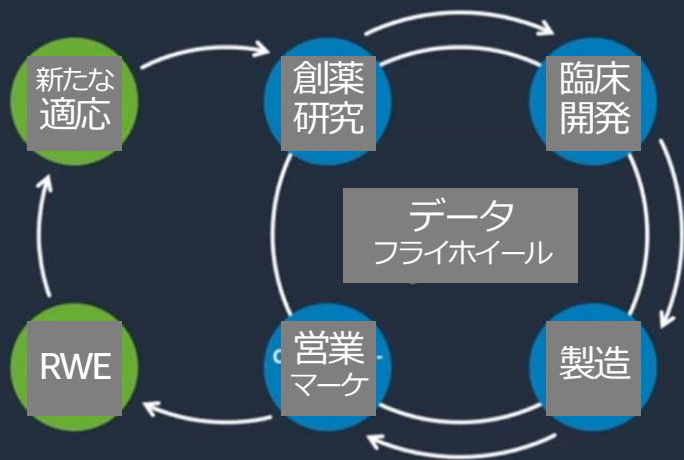 新たな
適応
創薬
研究
臨床
開発
データ
フライホイール
RWE
営業
マーケ
製造